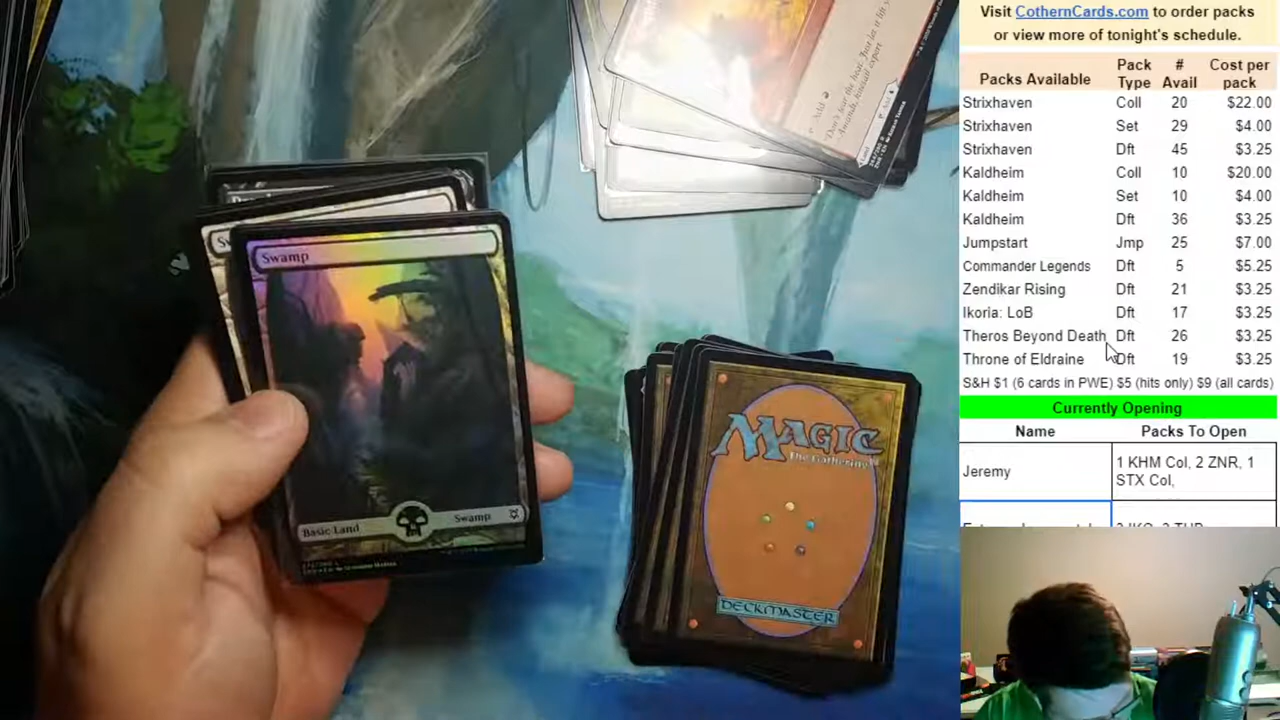 Visit CothernCards.com to order packs
or view more of tonight's schedule.
Packs Available Pack Type # Avail Cost per pack
Strixhaven Coll 20 $22.00
Strixhaven Set 29 $4.00
Strixhaven Dft 45 $3.25
Kaldheim Coll 10 $20.00
Kaldheim Set 10 $4.00
Kaldheim Dft 36 $3.25
Jumpstart Jmp 25 $7.00
Commander Legends Dft 5 $5.25
Zendikar Rising Dft 21 $3.25
Ikoria: LoB Dft 17 $3.25
Theros Beyond Death Dft 26 $3.25
Throne of Eldraine Dft 19 $3.25
S&H $1 (6 cards in PWE) $5 (hits only) $9 (all cards)
Currently Opening
Name Packs To Open
Jeremy 1 KHM Col, 2 ZNR, 1
STX Col,
Swamp
Basic Land Swamp
MAGIC
The Gathering
DECKMASTER